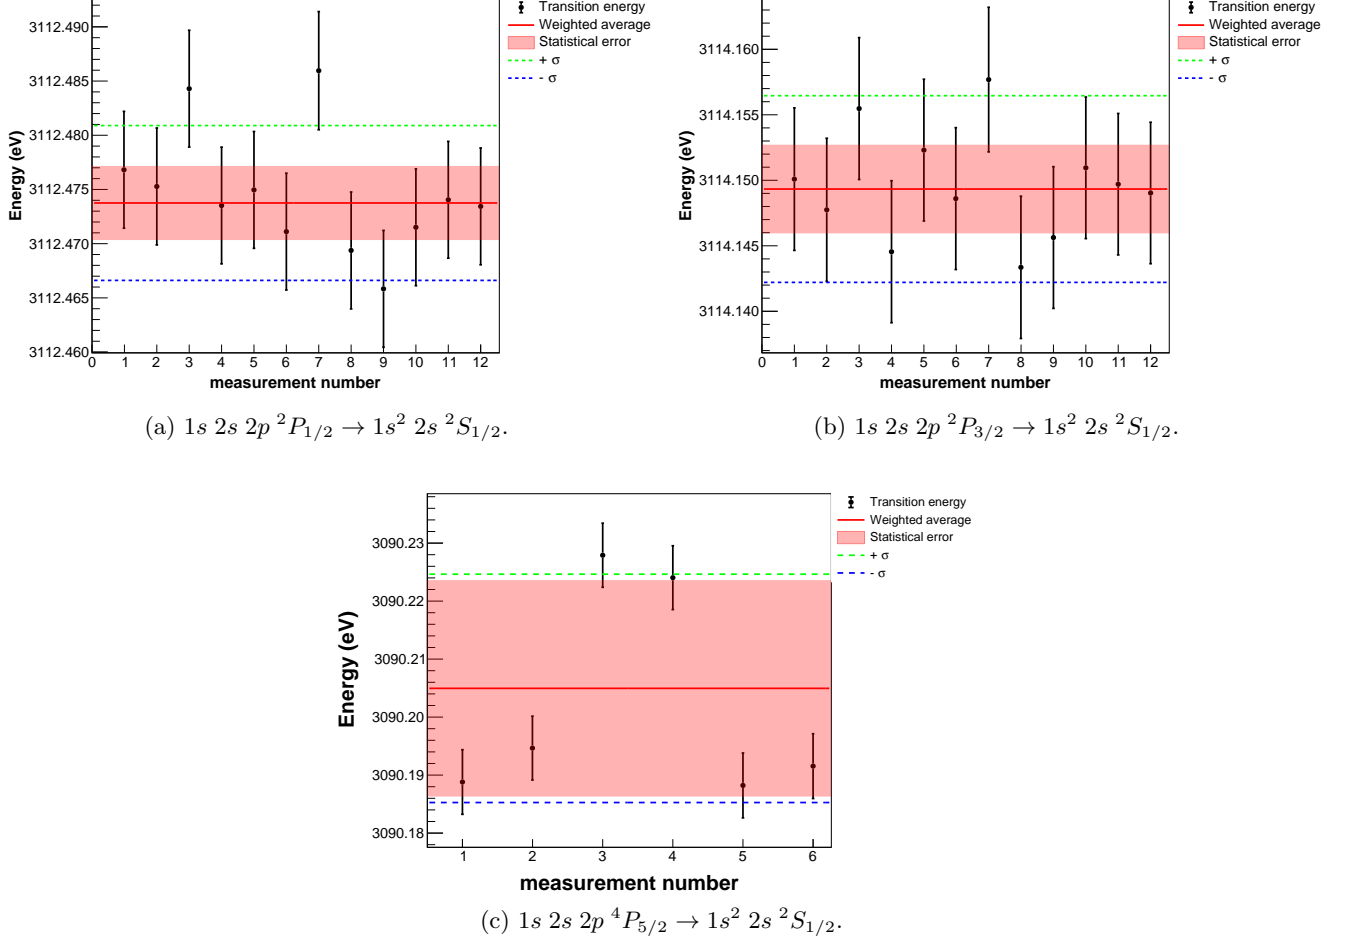 3112.490
3112.485
3112.480
3112.475
3112.470
3112.465
3112.460
Energy (eV)
0 1 2 3 4 5 6 7 8 9 10 11 12
measurement number
Transition energy
Weighted average
Statistical error
+ σ
- σ
(a) 1s 2s 2p ²P₁/₂ → 1s² 2s ²S₁/₂.
3114.160
3114.155
3114.150
3114.145
3114.140
Energy (eV)
0 1 2 3 4 5 6 7 8 9 10 11 12
measurement number
Transition energy
Weighted average
Statistical error
+ σ
- σ
(b) 1s 2s 2p ²P₃/₂ → 1s² 2s ²S₁/₂.
3090.23
3090.22
3090.21
3090.20
3090.19
3090.18
Energy (eV)
1 2 3 4 5 6
measurement number
Transition energy
Weighted average
Statistical error
+ σ
- σ
(c) 1s 2s 2p ⁴P₅/₂ → 1s² 2s ²S₁/₂.